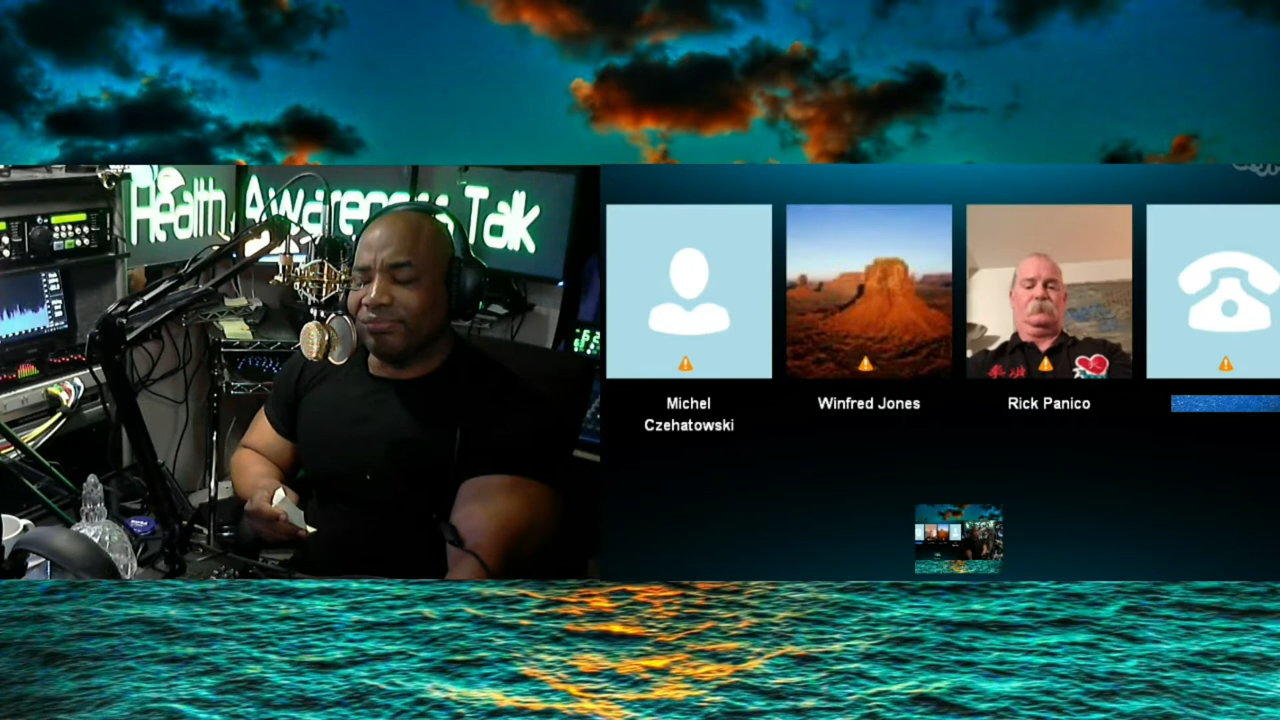 Health Awareness Talk
Michel
Czehatowski
Winfred Jones
Rick Panico